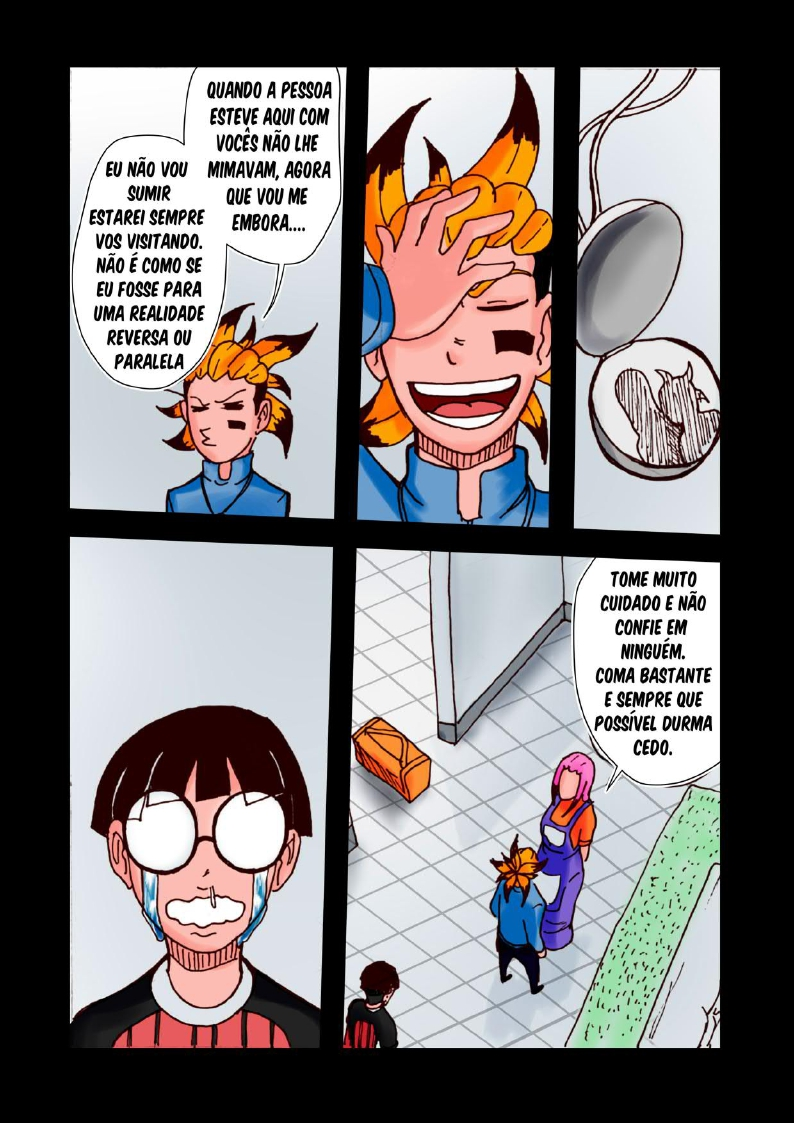 QUANDO A PESSOA
ESTEVE AQUI COM
VOCÊS NÃO LHE
MIMAVAM, AGORA
QUE VOU ME
EMBORA....
EU NÃO VOU
SUMIR
ESTAREI SEMPRE
VOS VISITANDO.
NÃO É COMO SE
EU FOSSE PARA
UMA REALIDADE
REVERSA OU
PARALELA
TOME MUITO
CUIDADO E NÃO
CONFIE EM
NINGUÉM.
COMA BASTANTE
E SEMPRE QUE
POSSÍVEL DURMA
CEDO.